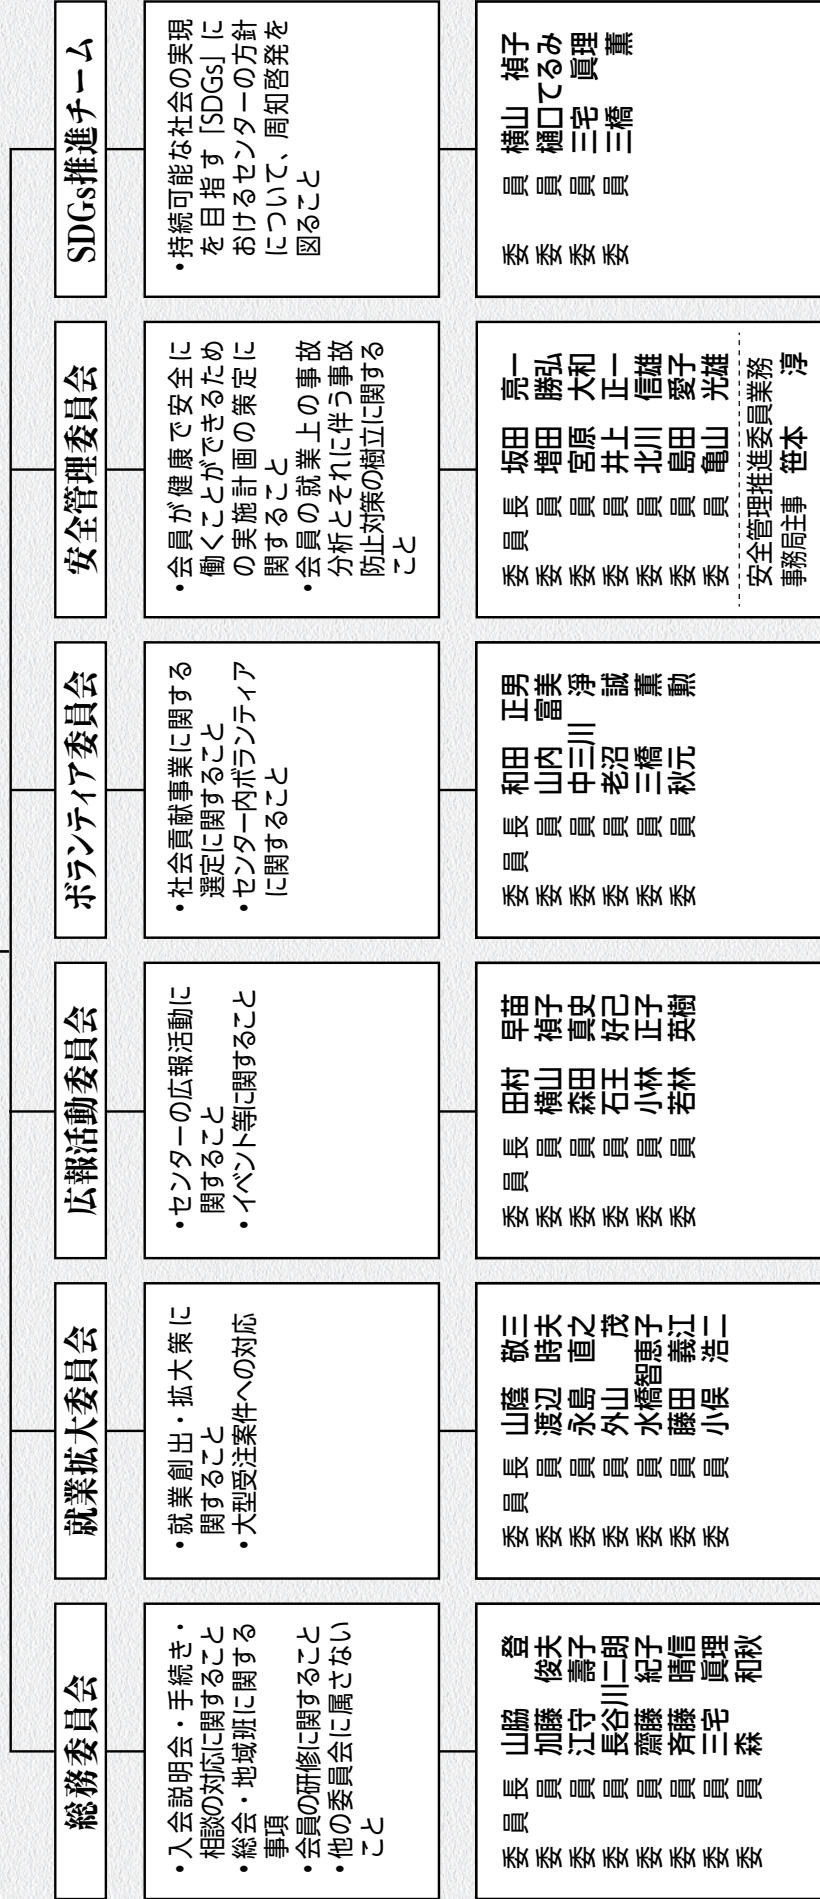 総務委員会
・入会説明会・手続き・
相談の対応に関すること
・総会・地域班に関する
事項
・会員の研修に関すること
・他の委員会に属さない
こと
委員長 山脇 登
委員 加藤 俊夫
委員 江守 壽子
委員 長谷川二朗
委員 齋藤 紀子
委員 斉藤 晴信
委員 三宅 眞理
委員 森 和秋
就業拡大委員会
・就業創出・拡大策に
関すること
・大型受注案件への対応
委員長 山蔭 敬三
委員 渡辺 時夫
委員 永島 直之
委員 外山 茂
委員 水橋智恵子
委員 藤田 義江
委員 小俣 浩二
広報活動委員会
・センターの広報活動に
関すること
・イベント等に関すること
委員長 田村 早苗
委員 横山 禎子
委員 森田 真史
委員 石王 好己
委員 小林 正子
委員 若林 英樹
ボランティア委員会
・社会貢献事業に関する
選定に関すること
・センター内ボランティア
に関すること
委員長 和田 正男
委員 山内 富美
委員 中三川 淨
委員 老沼 誠
委員 三橋 薫
委員 秋元 勲
安全管理委員会
・会員が健康で安全に
働くことができるため
の実施計画の策定に
関すること
・会員の就業上の事故
分析とそれに伴う事故
防止対策の樹立に関する
こと
委員長 坂田 亮一
委員 増田 勝弘
委員 宮原 大和
委員 井上 正一
委員 北川 信雄
委員 島田 愛子
委員 亀山 光雄
安全管理推進委員業務
事務局主事 笹本 淳
SDGs推進チーム
・持続可能な社会の実現
を目指す「SDGs」に
おけるセンターの方針
について、周知啓発を
図ること
委員 横山 禎子
委員 樋口てるみ
委員 三宅 眞理
委員 三橋 薫